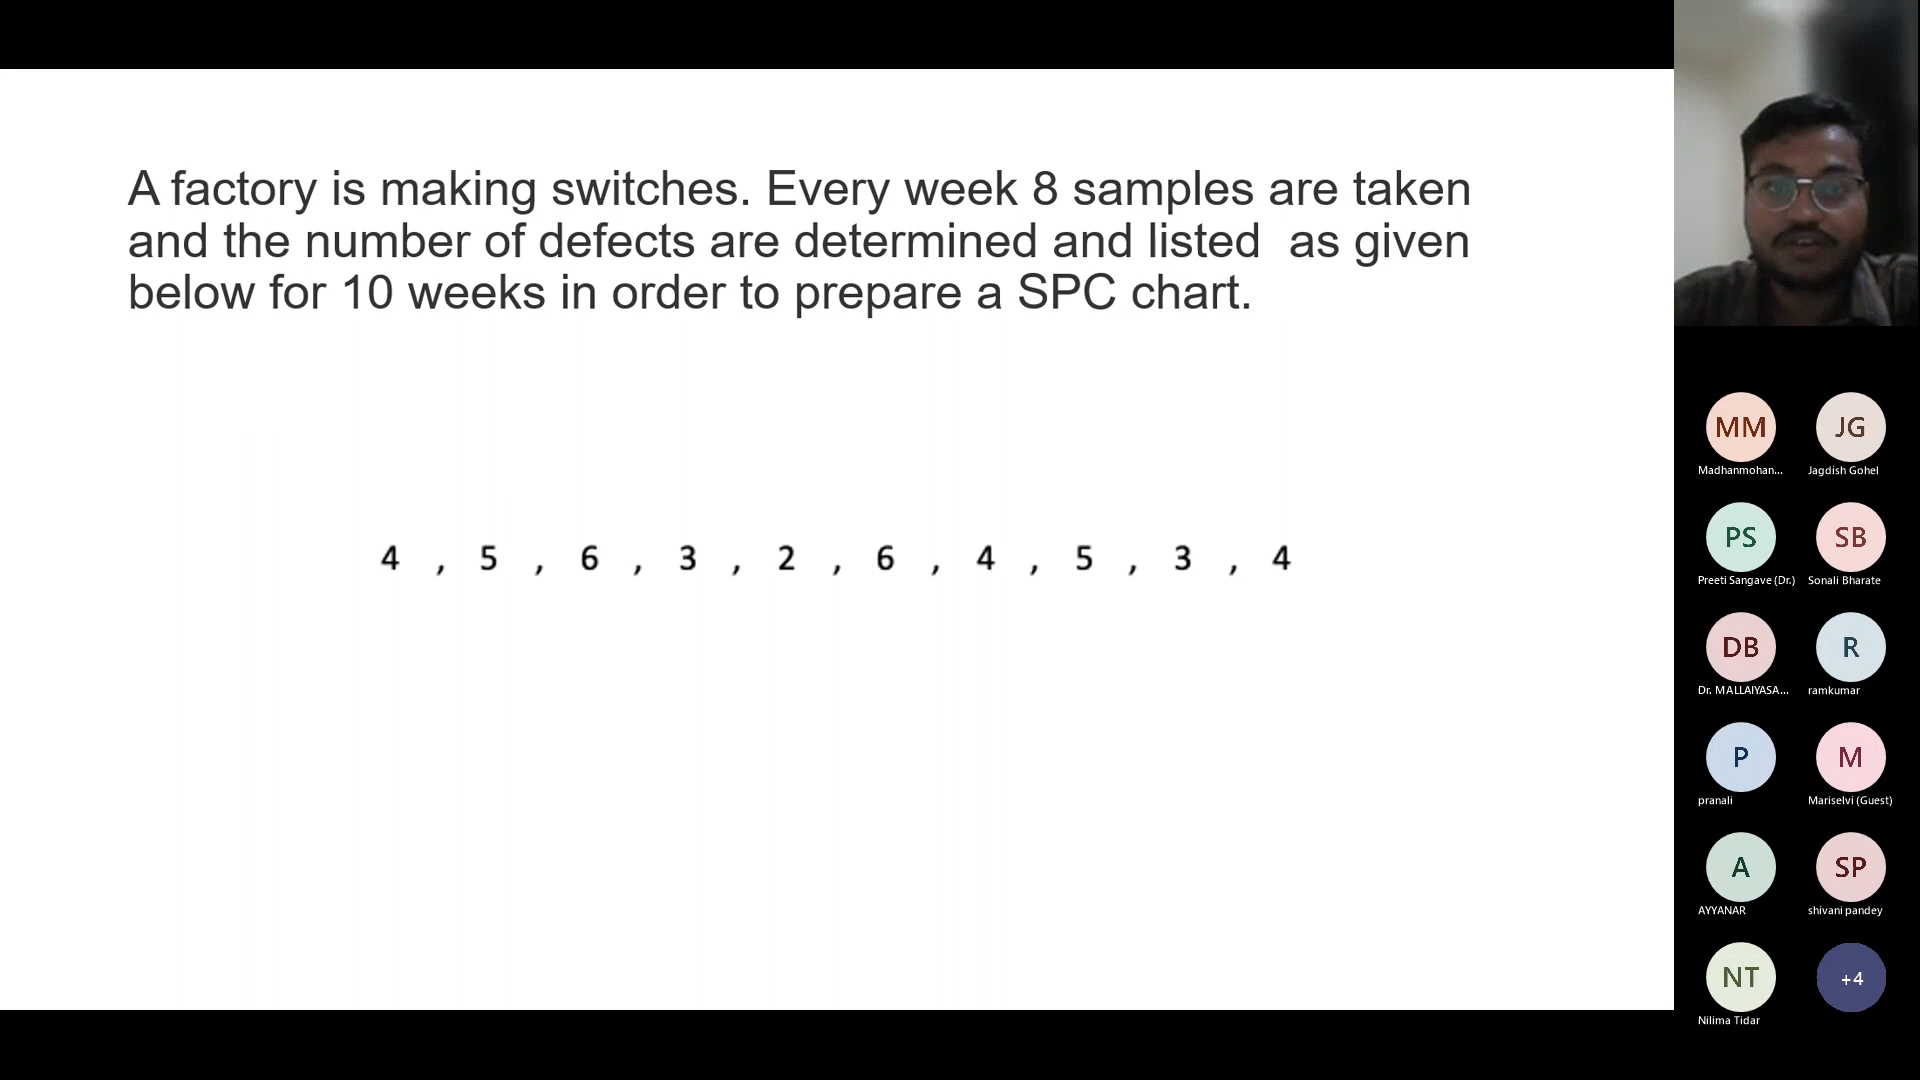 A factory is making switches. Every week 8 samples are taken
and the number of defects are determined and listed  as given
below for 10 weeks in order to prepare a SPC chart.
4 , 5 , 6 , 3 , 2 , 6 , 4 , 5 , 3 , 4
MM
JG
Madhanmohan...
Jagdish Gohel
PS
SB
Preeti Sangave (Dr.)
Sonali Bharate
DB
R
Dr. MALLAIYASA...
ramkumar
P
M
pranali
Mariselvi (Guest)
A
SP
AYYANAR
shivani pandey
NT
+4
Nilima Tidar